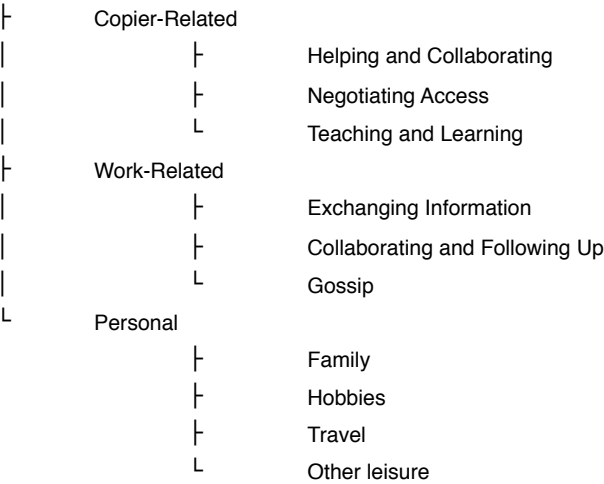 ├ Copier-Related
│ ├ Helping and Collaborating
│ ├ Negotiating Access
│ └ Teaching and Learning
├ Work-Related
│ ├ Exchanging Information
│ ├ Collaborating and Following Up
│ └ Gossip
└ Personal
├ Family
├ Hobbies
├ Travel
└ Other leisure